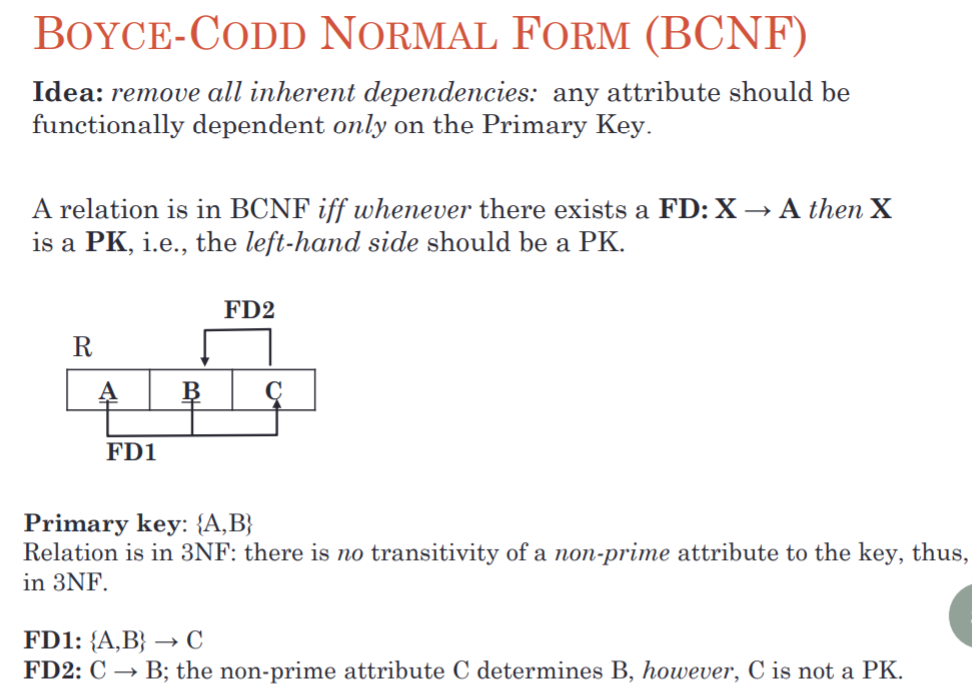 BOYCE-CODD NORMAL FORM (BCNF)
Idea: remove all inherent dependencies: any attribute should be
functionally dependent only on the Primary Key.
A relation is in BCNF iff whenever there exists a FD: X → A then X
is a PK, i.e., the left-hand side should be a PK.
FD2
R
A B C
FD1
Primary key: {A,B}
Relation is in 3NF: there is no transitivity of a non-prime attribute to the key, thus,
in 3NF.
FD1: {A,B} → C
FD2: C → B; the non-prime attribute C determines B, however, C is not a PK.